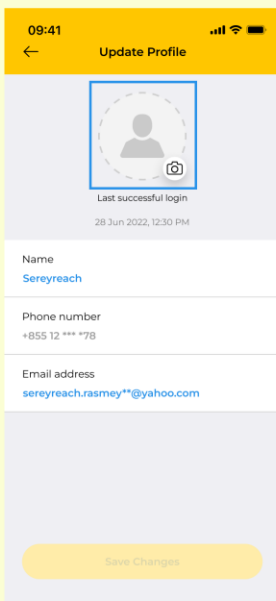 09:41
Update Profile
Last successful login
28 Jun 2022, 12:30 PM
Name
Sereyreach
Phone number
+855 12 *** *78
Email address
sereyreach.rasmey**@yahoo.com
Save Changes